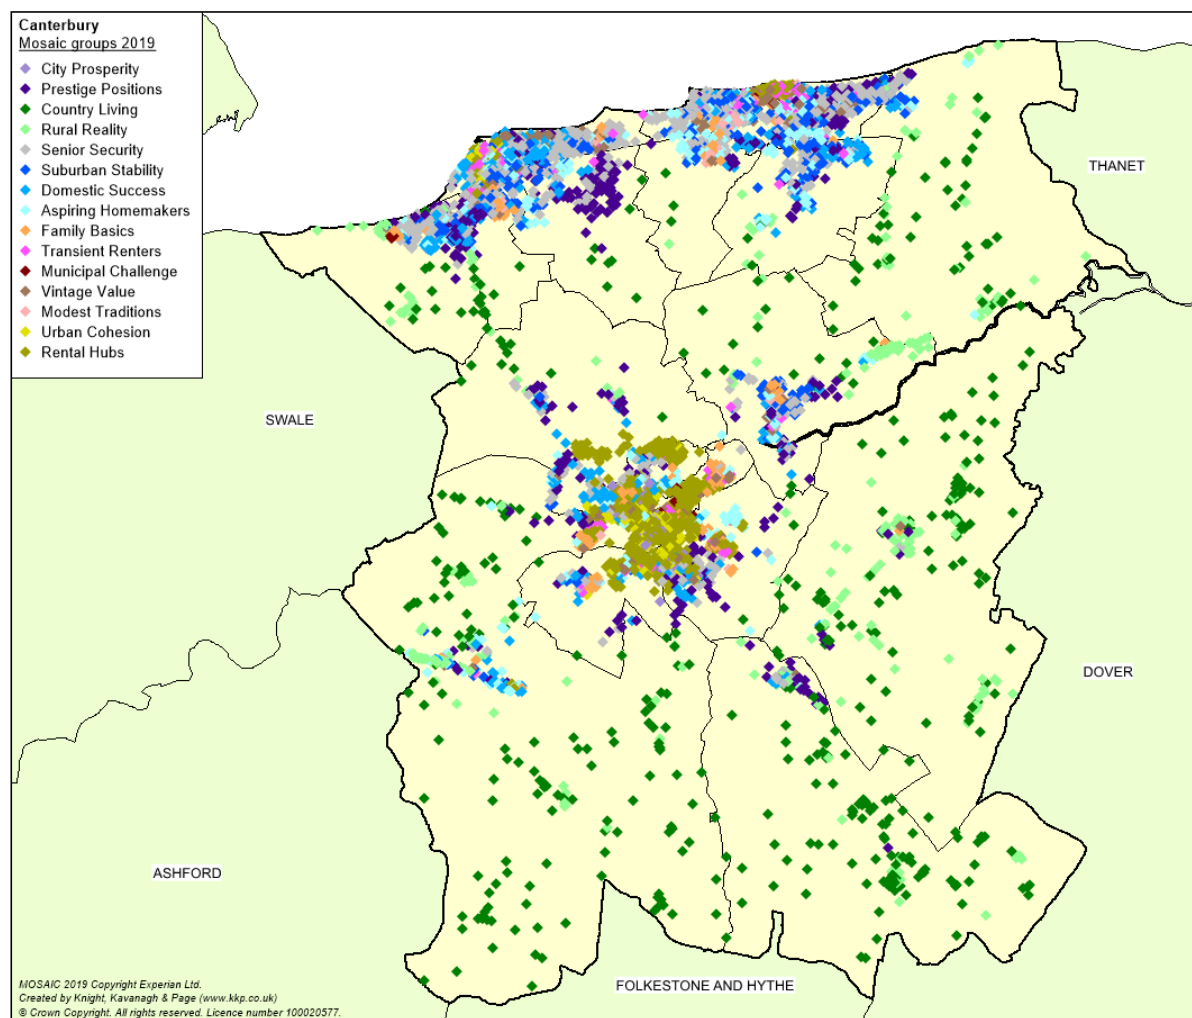 Canterbury
Mosaic groups 2019
City Prosperity
Prestige Positions
Country Living
Rural Reality
Senior Security
Suburban Stability
Domestic Success
Aspiring Homemakers
Family Basics
Transient Renters
Municipal Challenge
Vintage Value
Modest Traditions
Urban Cohesion
Rental Hubs
THANET
SWALE
DOVER
ASHFORD
FOLKESTONE AND HYTHE
MOSAIC 2019 Copyright Experian Ltd.
Created by Knight, Kavanagh & Page (www.kkp.co.uk)
© Crown Copyright. All rights reserved. Licence number 100020577.